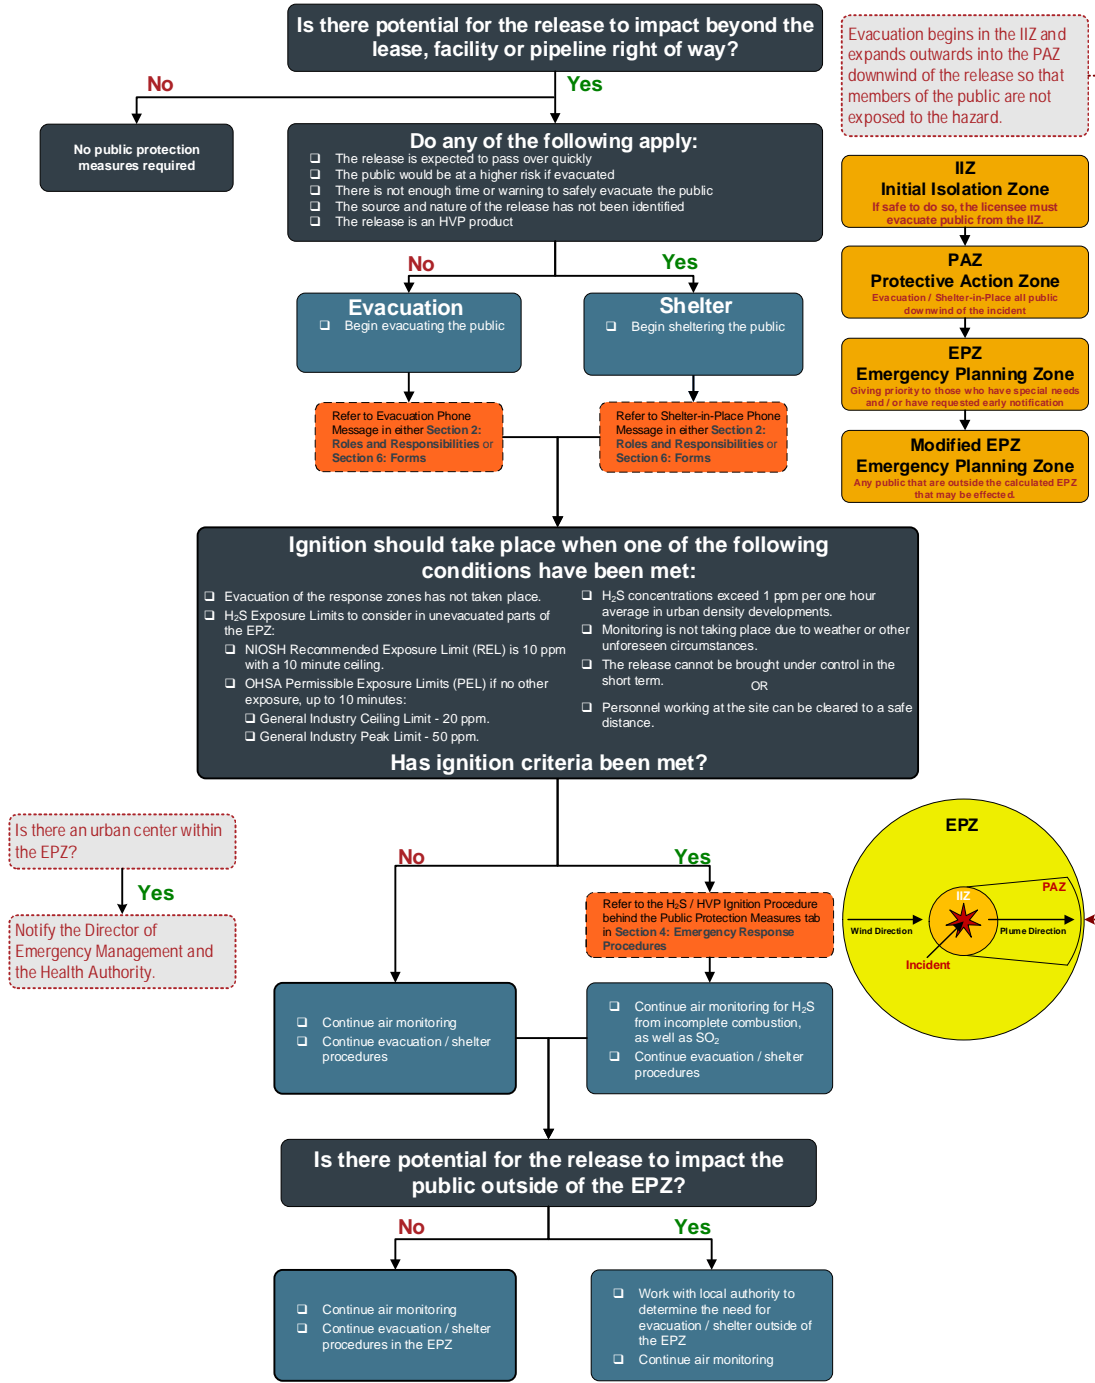 Is there potential for the release to impact beyond the
lease, facility or pipeline right of way?
No
Yes
No public protection
measures required
Do any of the following apply:
❑ The release is expected to pass over quickly
❑ The public would be at a higher risk if evacuated
❑ There is not enough time or warning to safely evacuate the public
❑ The source and nature of the release has not been identified
❑ The release is an HVP product
No
Yes
Evacuation
❑ Begin evacuating the public
Shelter
❑ Begin sheltering the public
Refer to Evacuation Phone
Message in either Section 2:
Roles and Responsibilities or
Section 6: Forms
Refer to Shelter-in-Place Phone
Message in either Section 2:
Roles and Responsibilities or
Section 6: Forms
Evacuation begins in the IIZ and
expands outwards into the PAZ
downwind of the release so that
members of the public are not
exposed to the hazard.
IIZ
Initial Isolation Zone
If safe to do so, the licensee must
evacuate public from the IIZ.
PAZ
Protective Action Zone
Evacuation / Shelter-in-Place all public
downwind of the incident
EPZ
Emergency Planning Zone
Giving priority to those who have special needs
and / or have requested early notification
Modified EPZ
Emergency Planning Zone
Any public that are outside the calculated EPZ
that may be effected.
Ignition should take place when one of the following
conditions have been met:
❑ Evacuation of the response zones has not taken place.
❑ H₂S Exposure Limits to consider in unevacuated parts of
the EPZ:
❑ NIOSH Recommended Exposure Limit (REL) is 10 ppm
with a 10 minute ceiling.
❑ OHSA Permissible Exposure Limits (PEL) if no other
exposure, up to 10 minutes:
❑ General Industry Ceiling Limit - 20 ppm.
❑ General Industry Peak Limit - 50 ppm.
❑ H₂S concentrations exceed 1 ppm per one hour
average in urban density developments.
❑ Monitoring is not taking place due to weather or other
unforeseen circumstances.
❑ The release cannot be brought under control in the
short term.
OR
❑ Personnel working at the site can be cleared to a safe
distance.
Has ignition criteria been met?
Is there an urban center within
the EPZ?
Yes
Notify the Director of
Emergency Management and
the Health Authority.
No
Yes
Refer to the H₂S / HVP Ignition Procedure
behind the Public Protection Measures tab
in Section 4: Emergency Response
Procedures
❑ Continue air monitoring
❑ Continue evacuation / shelter
procedures
❑ Continue air monitoring for H₂S
from incomplete combustion,
as well as SO₂
❑ Continue evacuation / shelter
procedures
EPZ
PAZ
IIZ
Wind Direction
Plume Direction
Incident
Is there potential for the release to impact the
public outside of the EPZ?
No
Yes
❑ Continue air monitoring
❑ Continue evacuation / shelter
procedures in the EPZ
❑ Work with local authority to
determine the need for
evacuation / shelter outside of
the EPZ
❑ Continue air monitoring